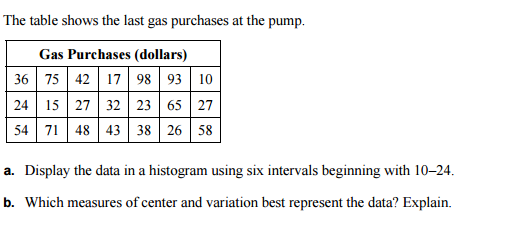 The table shows the last gas purchases at the pump.
Gas Purchases (dollars)
36 75 42 17 98 93 10
24 15 27 32 23 65 27
54 71 48 43 38 26 58
a. Display the data in a histogram using six intervals beginning with 10–24.
b. Which measures of center and variation best represent the data? Explain.